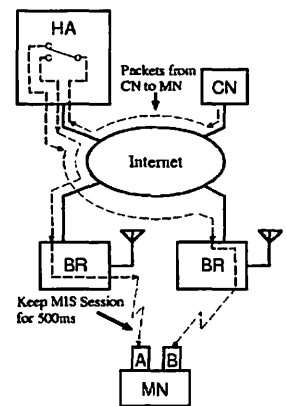 HA
Packets from
CN to MN
CN
Internet
BR
BR
Keep MIS Session
for 500ms
A
B
MN